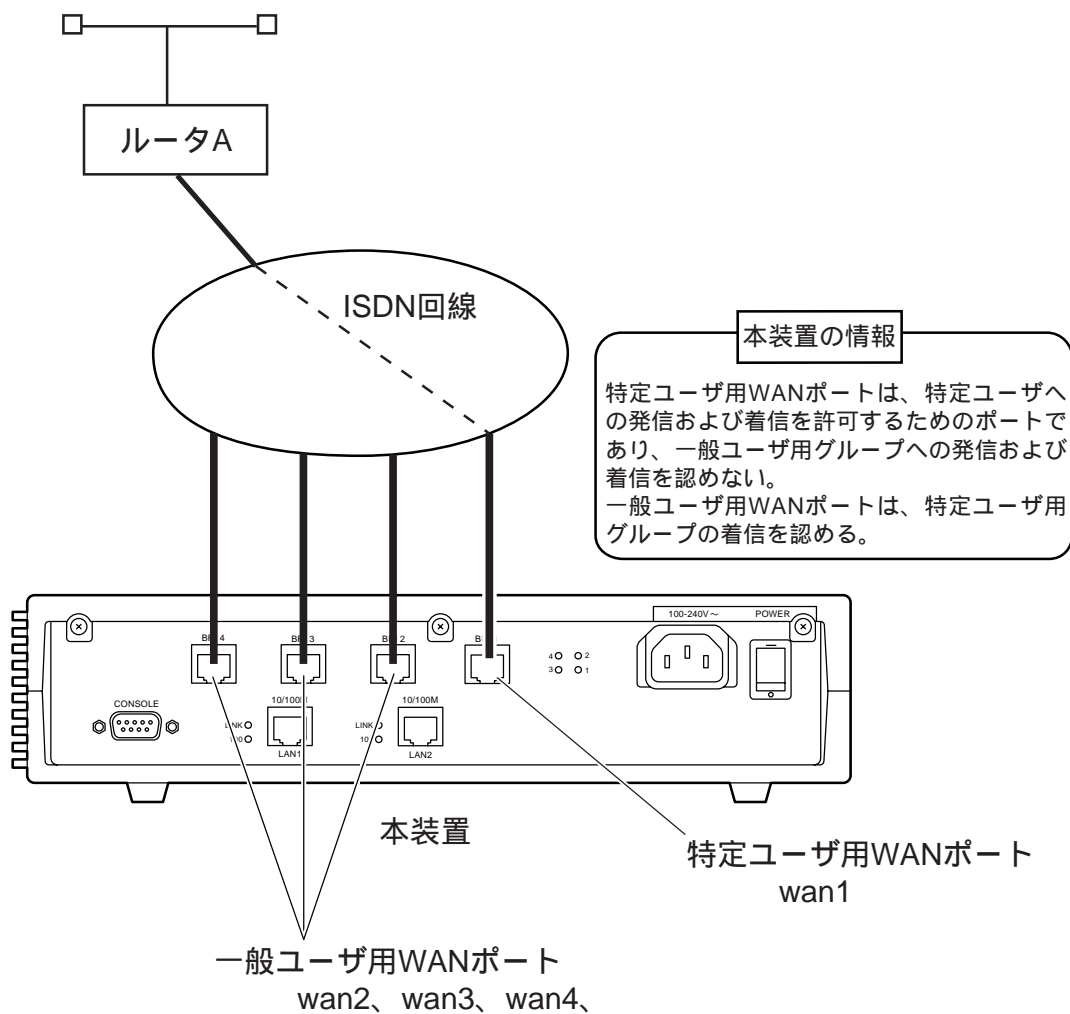 ルータA
ISDN回線
本装置の情報
特定ユーザ用WANポートは、特定ユーザへ
の発信および着信を許可するためのポートで
あり、一般ユーザ用グループへの発信および
着信を認めない。
一般ユーザ用WANポートは、特定ユーザ用
グループの着信を認める。
100-240V～ POWER
4 2
3 1
CONSOLE
LINK
10/100M
LAN1
LINK
10/100M
LAN2
本装置
特定ユーザ用WANポート
wan1
一般ユーザ用WANポート
wan2、wan3、wan4、